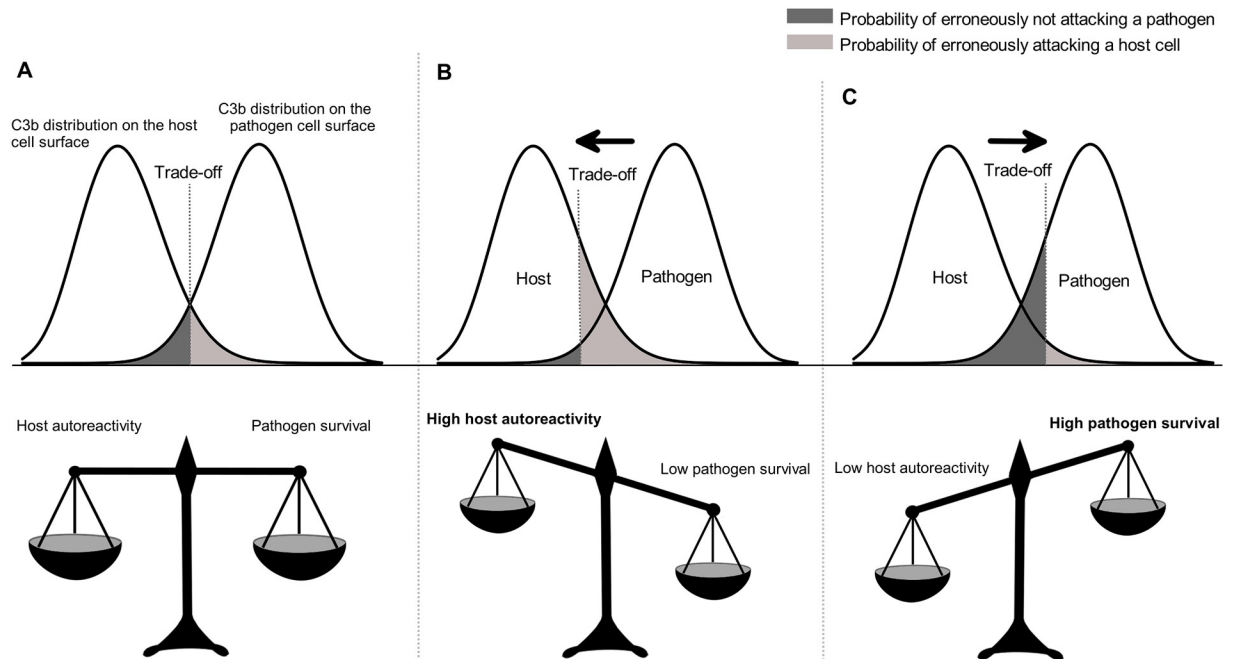 Probability of erroneously not attacking a pathogen
Probability of erroneously attacking a host cell
A
C3b distribution on the host
cell surface
C3b distribution on the
pathogen cell surface
Trade-off
B
Trade-off
Host
Pathogen
C
Trade-off
Host
Pathogen
Host autoreactivity
Pathogen survival
High host autoreactivity
Low pathogen survival
High pathogen survival
Low host autoreactivity